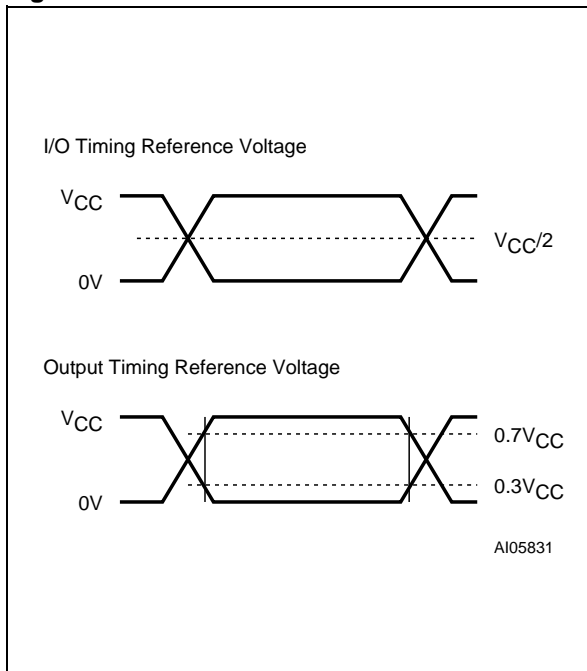 I/O Timing Reference Voltage
VCC
VCC/2
0V
Output Timing Reference Voltage
VCC
0.7VCC
0.3VCC
0V
AI05831